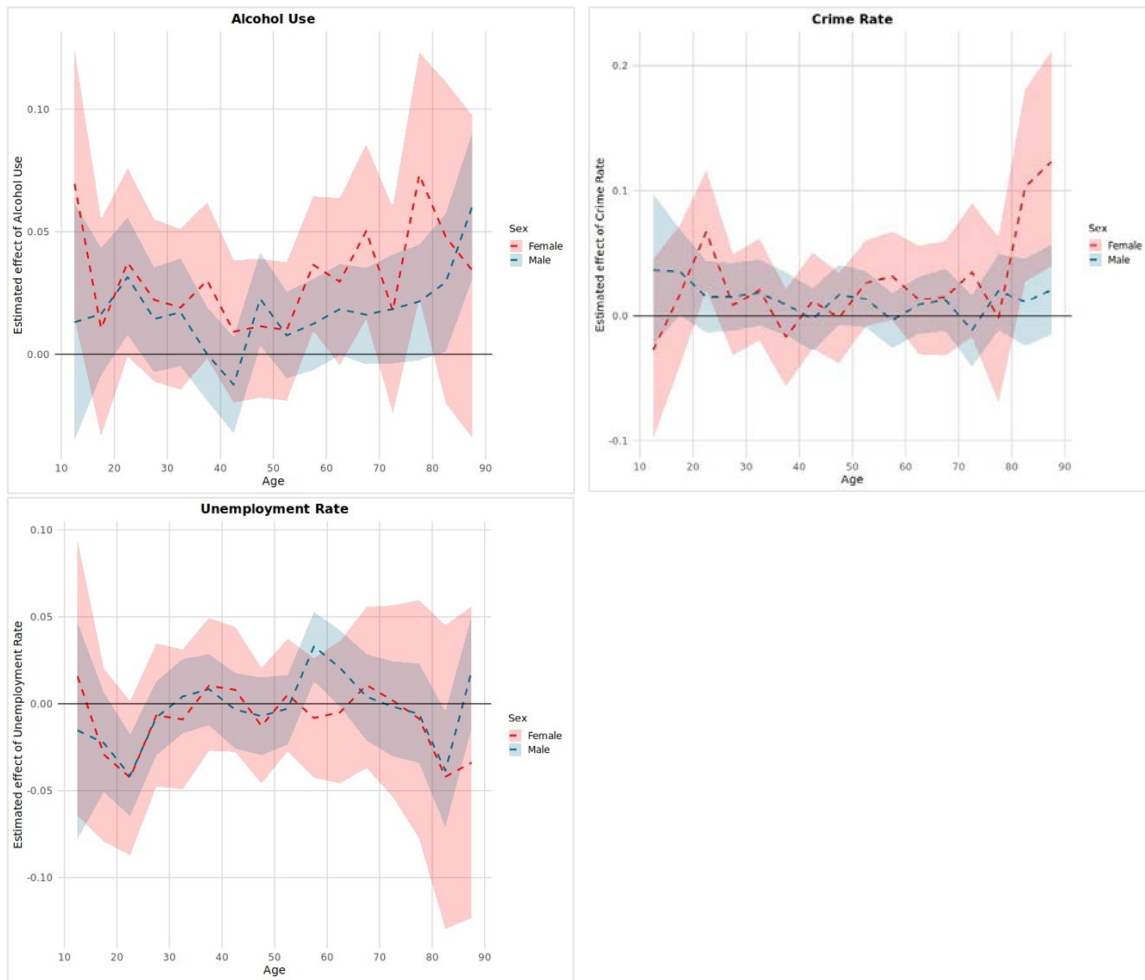 Alcohol Use
Estimated effect of Alcohol Use
0.10
0.05
0.00
10 20 30 40 50 60 70 80 90
Age
Sex
Female
Male
Crime Rate
Estimated effect of Crime Rate
0.2
0.1
0.0
-0.1
10 20 30 40 50 60 70 80 90
Age
Sex
Female
Male
Unemployment Rate
Estimated effect of Unemployment Rate
0.10
0.05
0.00
-0.05
-0.10
10 20 30 40 50 60 70 80 90
Age
Sex
Female
Male